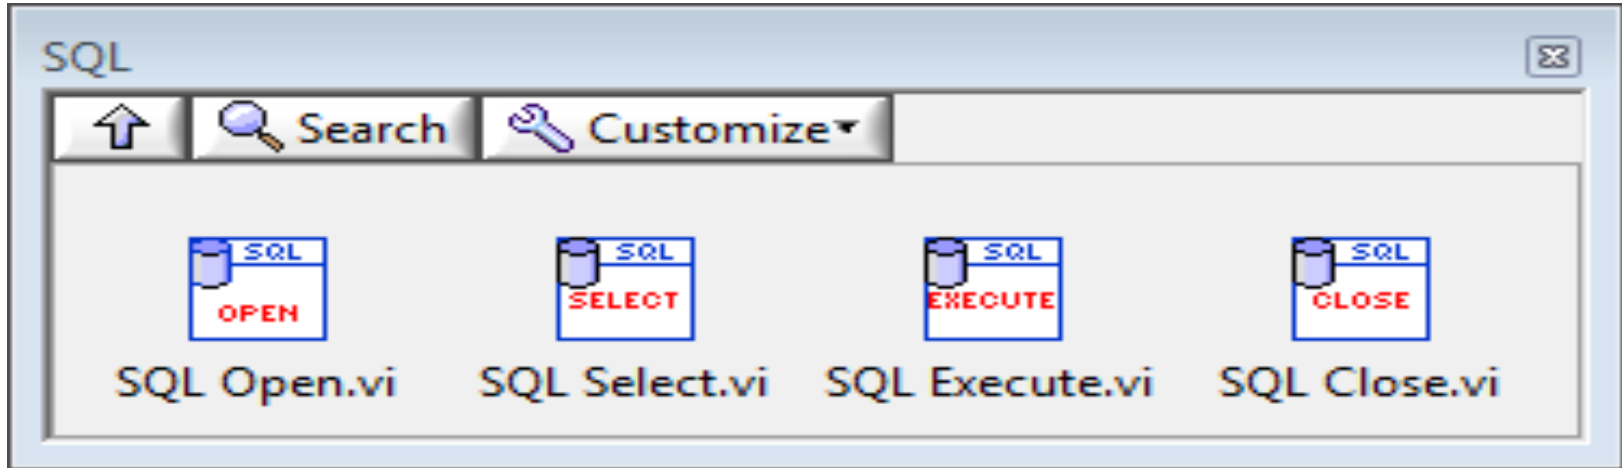 SQL
Search Customize
SQL SQL SQL SQL
OPEN SELECT EXECUTE CLOSE
SQL Open.vi SQL Select.vi SQL Execute.vi SQL Close.vi